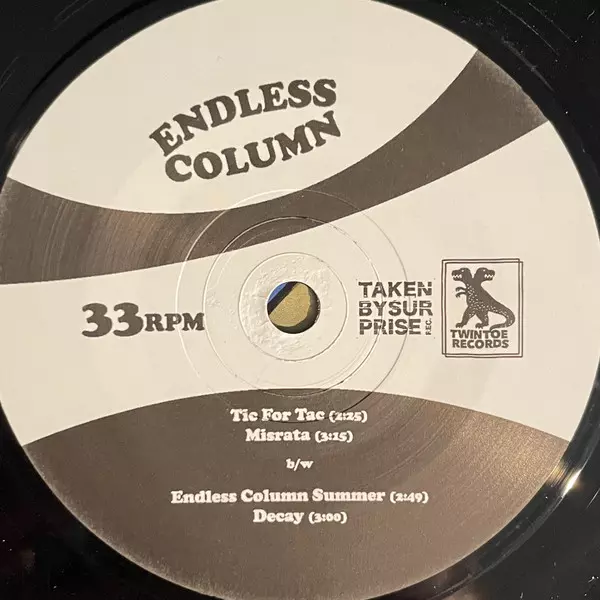 ENDLESS
COLUMN
33RPM
TAKEN
BYSUR
PRISE REC.
TWINTOE
RECORDS
Tic For Tac (2:25)
Misrata (3:15)
b/w
Endless Column Summer (2:49)
Decay (3:00)